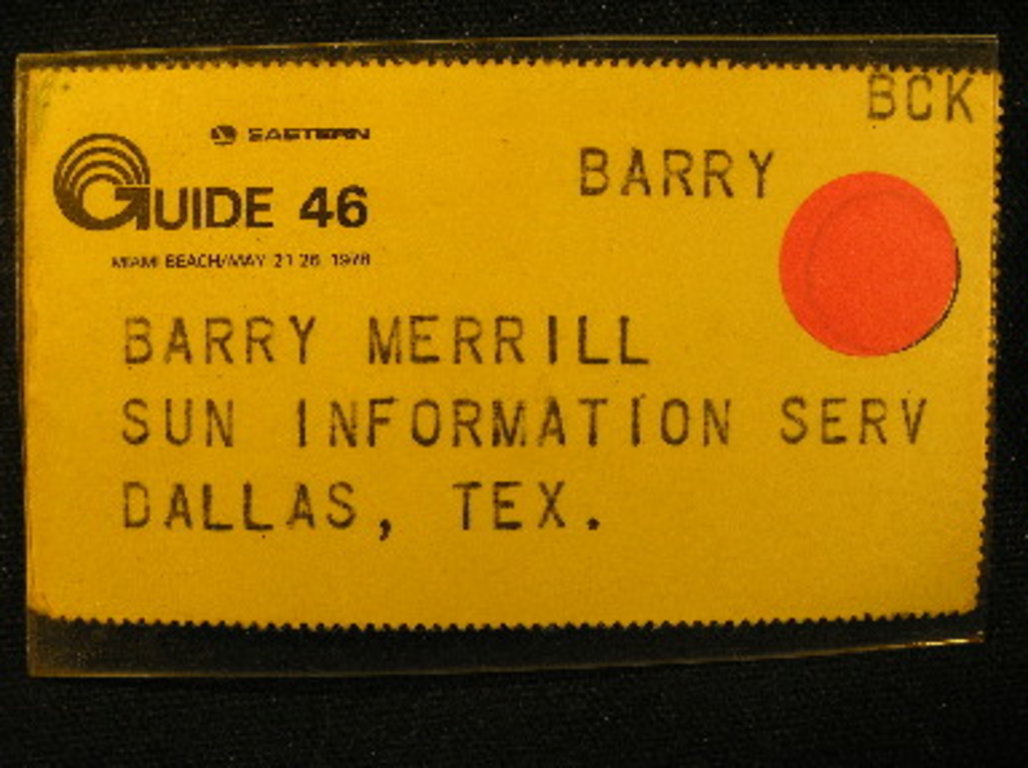 BCK
EASTERN
BARRY
GUIDE 46
MIAMI BEACH/MAY 21-26, 1978
BARRY MERRILL
SUN INFORMATION SERV
DALLAS, TEX.